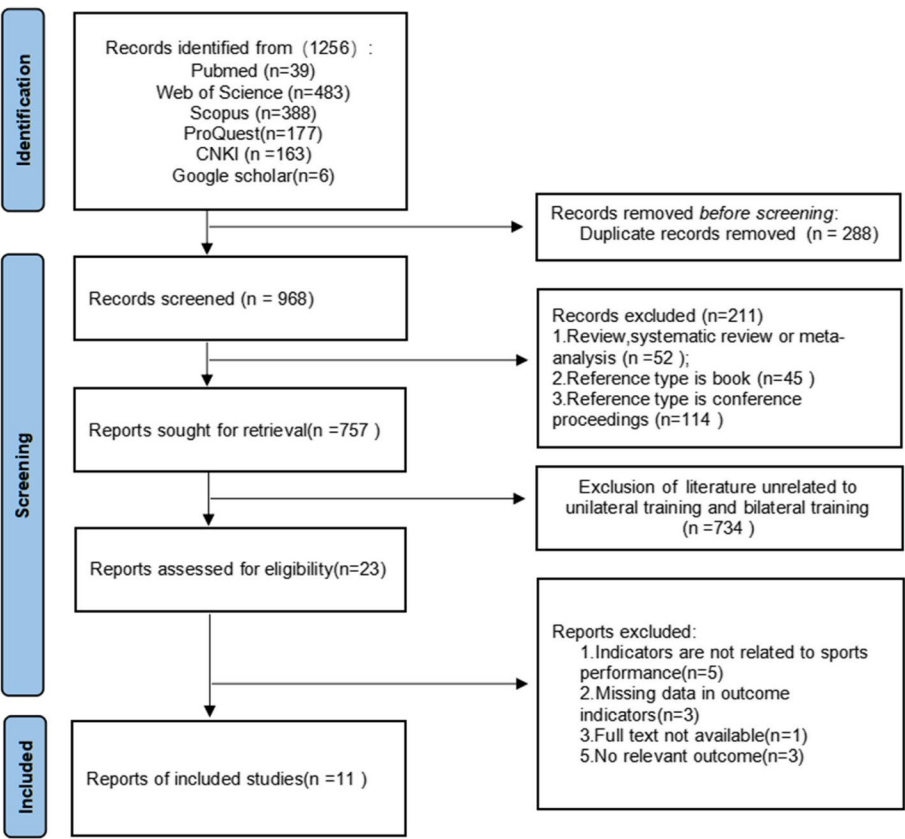 Identification
Records identified from（1256）:
Pubmed (n=39)
Web of Science (n=483)
Scopus (n=388)
ProQuest(n=177)
CNKI (n =163)
Google scholar(n=6)
Records removed before screening:
Duplicate records removed (n = 288)
Screening
Records screened (n = 968)
Records excluded (n=211)
1.Review,systematic review or meta-
analysis (n =52 );
2.Reference type is book (n=45 )
3.Reference type is conference
proceedings (n=114 )
Reports sought for retrieval(n =757 )
Exclusion of literature unrelated to
unilateral training and bilateral training
(n =734 )
Reports assessed for eligibility(n=23)
Reports excluded:
1.Indicators are not related to sports
performance(n=5)
2.Missing data in outcome
indicators(n=3)
3.Full text not available(n=1)
5.No relevant outcome(n=3)
Included
Reports of included studies(n =11 )